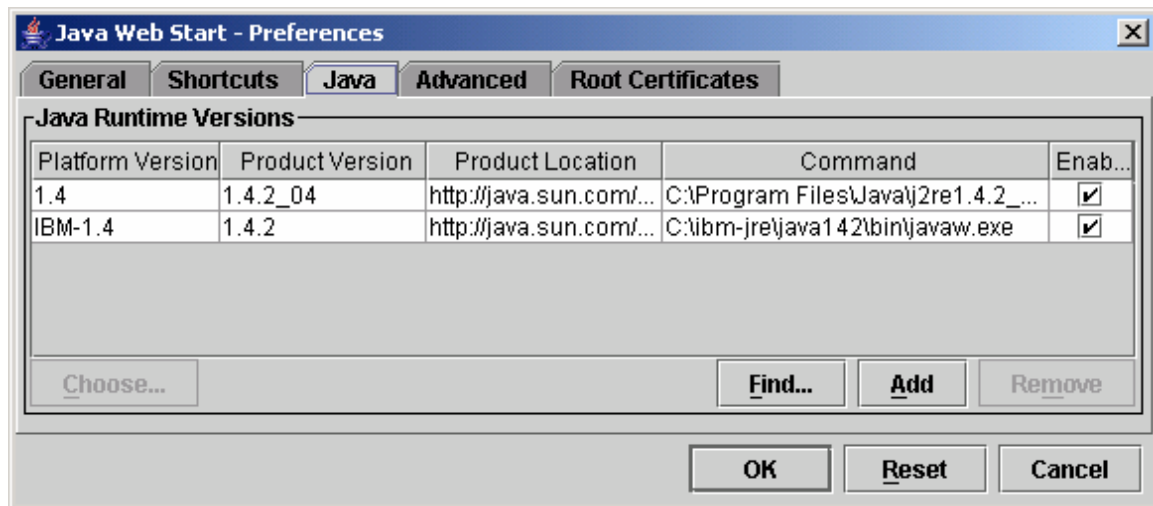 Java Web Start - Preferences
General Shortcuts Java Advanced Root Certificates
Java Runtime Versions
Platform Version Product Version Product Location Command Enab...
1.4 1.4.2_04 http://java.sun.com/... C:\Program Files\Java\j2re1.4.2_... 
IBM-1.4 1.4.2 http://java.sun.com/... C:\ibm-jre\java142\bin\javaw.exe
Choose... Find... Add Remove
OK Reset Cancel